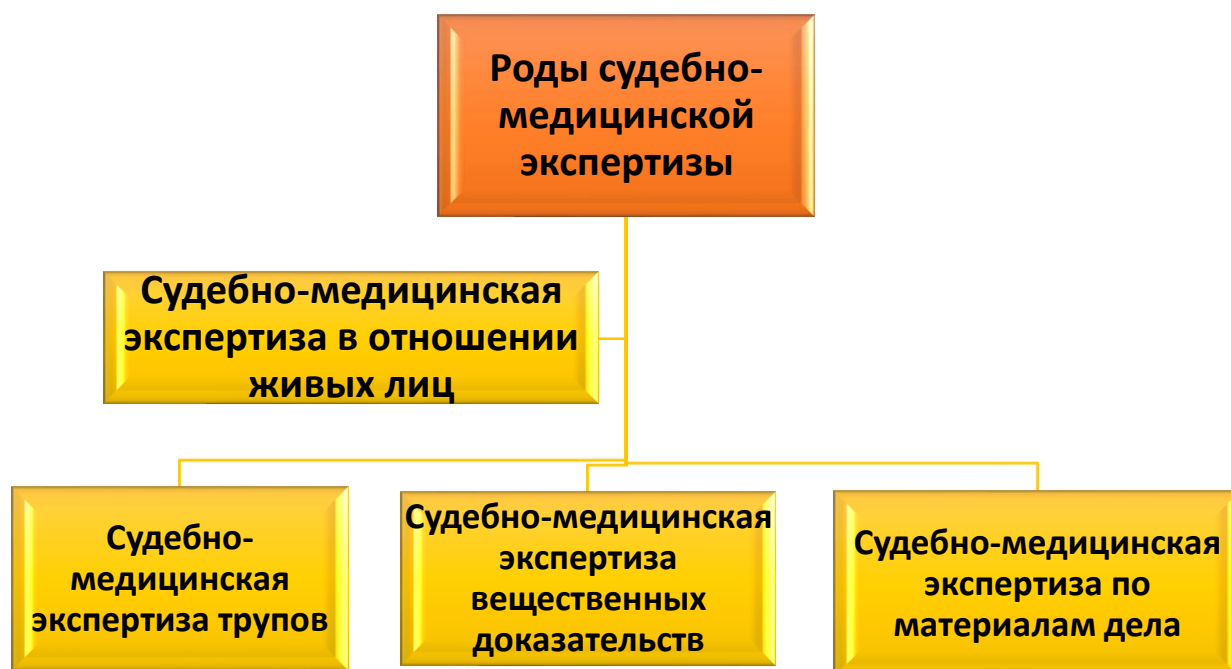 Роды судебно-
медицинской
экспертизы
Судебно-медицинская
экспертиза в отношении
живых лиц
Судебно-
медицинская
экспертиза трупов
Судебно-медицинская
экспертиза
вещественных
доказательств
Судебно-медицинская
экспертиза по
материалам дела